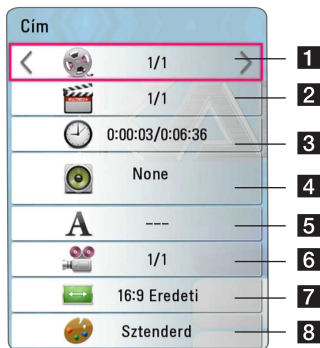 Cím
1/1 1
1/1 2
0:00:03/0:06:36 3
None 4
A --- 5
1/1 6
16:9 Eredeti 7
Sztenderd 8